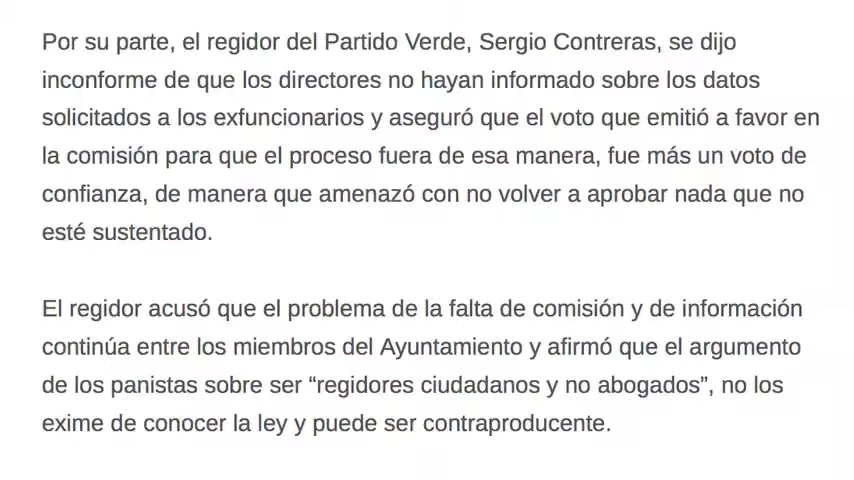 Por su parte, el regidor del Partido Verde, Sergio Contreras, se dijo
inconforme de que los directores no hayan informado sobre los datos
solicitados a los exfuncionarios y aseguró que el voto que emitió a favor en
la comisión para que el proceso fuera de esa manera, fue más un voto de
confianza, de manera que amenazó con no volver a aprobar nada que no
esté sustentado.
El regidor acusó que el problema de la falta de comisión y de información
continúa entre los miembros del Ayuntamiento y afirmó que el argumento
de los panistas sobre ser “regidores ciudadanos y no abogados”, no los
exime de conocer la ley y puede ser contraproducente.